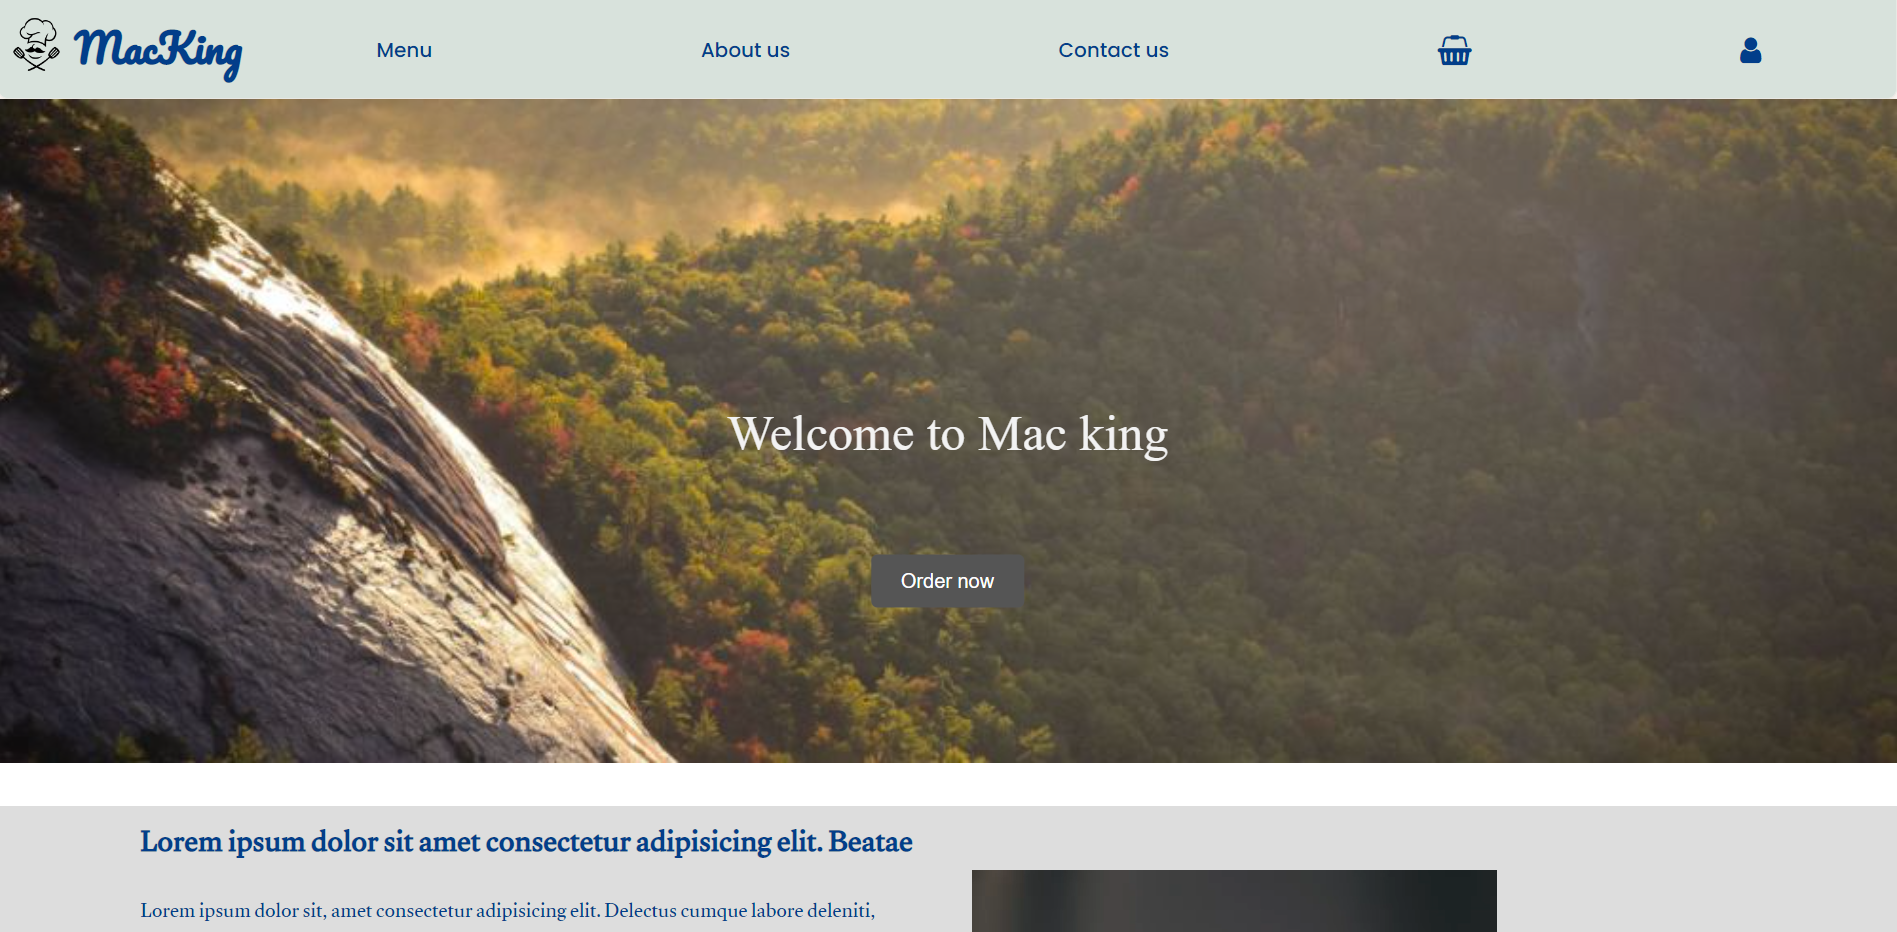 MacKing
Menu
About us
Contact us
Welcome to Mac king
Order now
Lorem ipsum dolor sit amet consectetur adipisicing elit. Beatae
Lorem ipsum dolor sit, amet consectetur adipisicing elit. Delectus cumque labore deleniti,